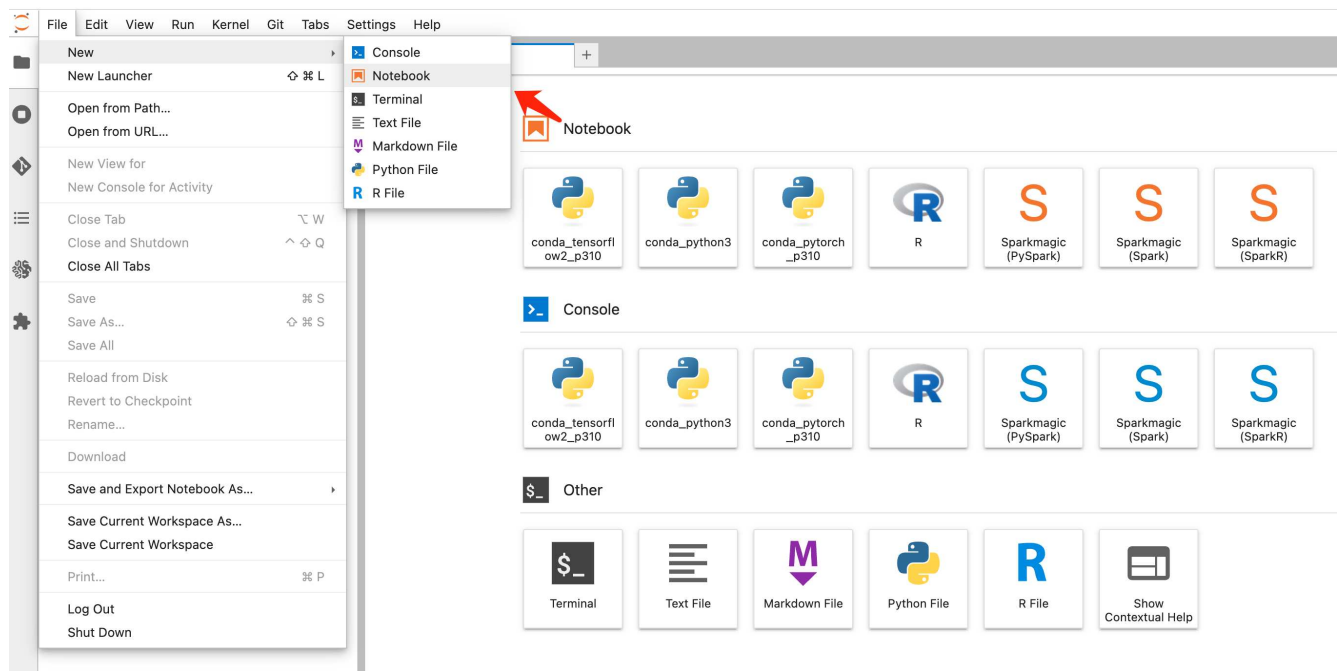 File Edit View Run Kernel Git Tabs Settings Help
New
New Launcher ⇧ ⌘ L
Open from Path...
Open from URL...
New View for
New Console for Activity
Close Tab ⌥ W
Close and Shutdown ^ ⇧ Q
Close All Tabs
Save ⌘ S
Save As... ⇧ ⌘ S
Save All
Reload from Disk
Revert to Checkpoint
Rename...
Download
Save and Export Notebook As...
Save Current Workspace As...
Save Current Workspace
Print... ⌘ P
Log Out
Shut Down
Console
Notebook
$_ Terminal
Text File
M Markdown File
Python File
R R File
+
Notebook
conda_tensorfl
ow2_p310
conda_python3
conda_pytorch
_p310
R
R
S
Sparkmagic
(PySpark)
S
Sparkmagic
(Spark)
S
Sparkmagic
(SparkR)
>_ Console
conda_tensorfl
ow2_p310
conda_python3
conda_pytorch
_p310
R
R
S
Sparkmagic
(PySpark)
S
Sparkmagic
(Spark)
S
Sparkmagic
(SparkR)
$_ Other
$_
Terminal
Text File
M
Markdown File
Python File
R
R File
Show
Contextual Help